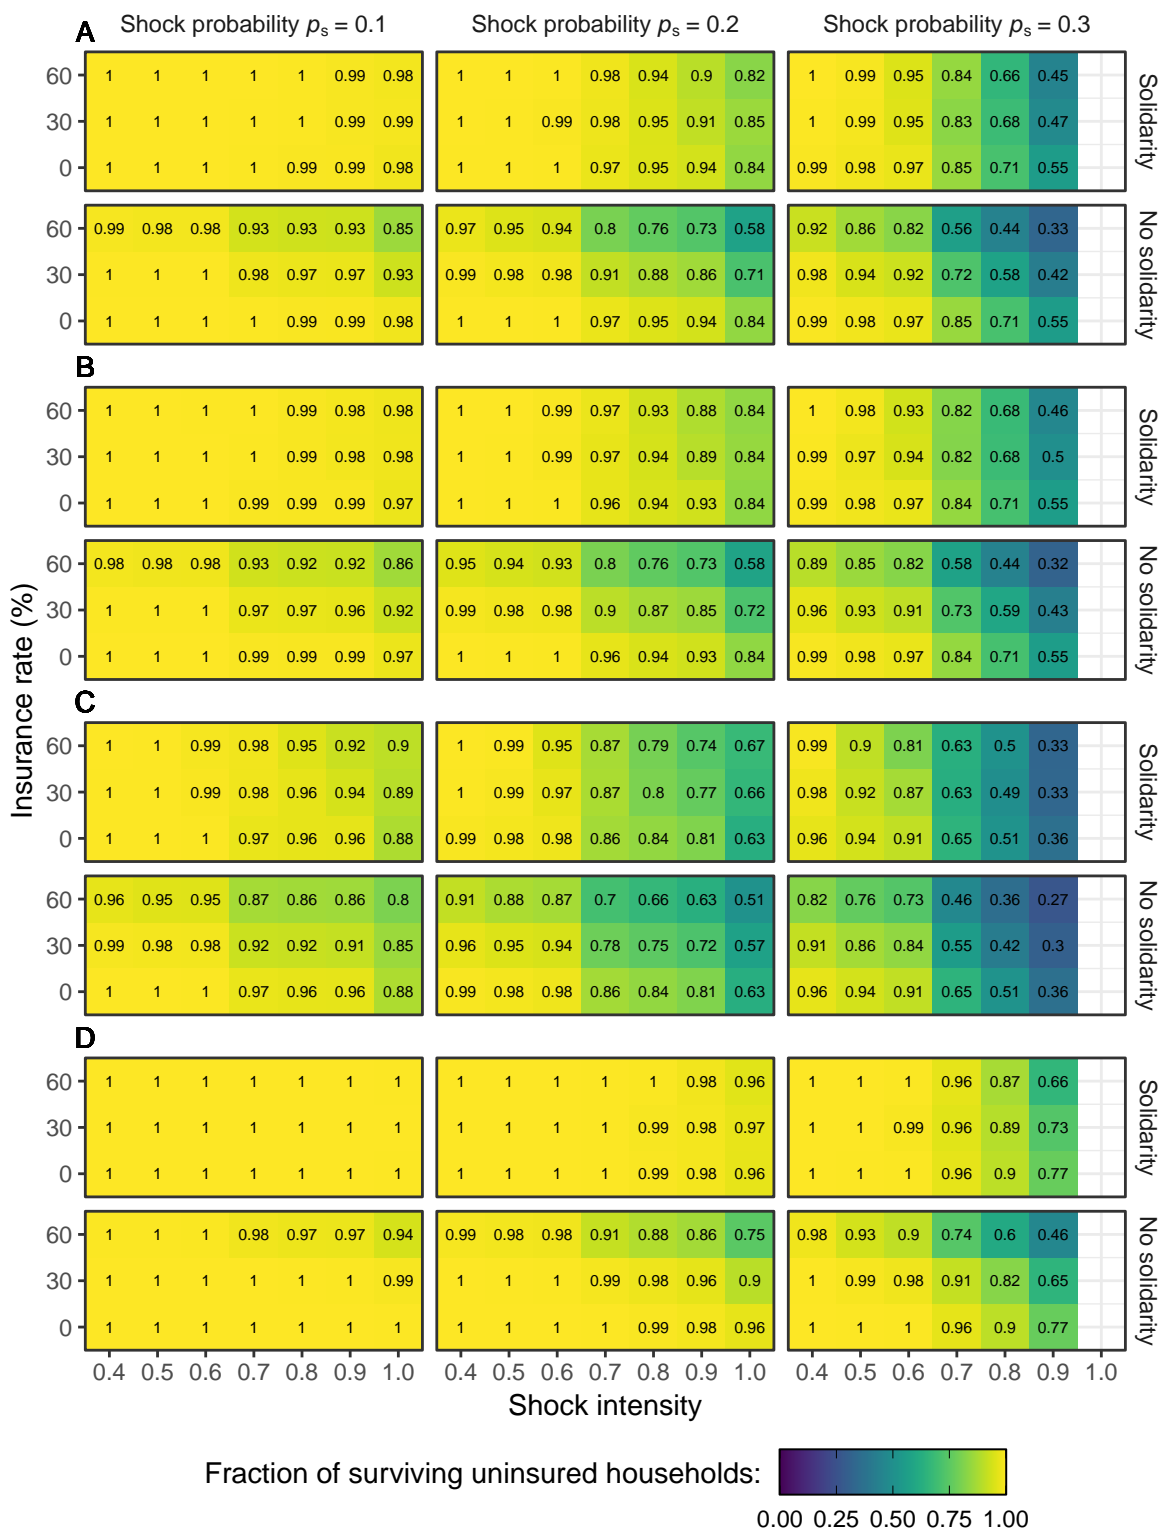 Shock probability pₛ = 0.1 Shock probability pₛ = 0.2 Shock probability pₛ = 0.3
A
60 1 1 1 1 1 0.99 0.98 1 1 1 0.98 0.94 0.9 0.82 1 0.99 0.95 0.84 0.66 0.45
30 1 1 1 1 1 0.99 0.99 1 1 0.99 0.98 0.95 0.91 0.85 1 0.99 0.95 0.83 0.68 0.47
0 1 1 1 1 0.99 0.99 0.98 1 1 1 0.97 0.95 0.94 0.84 0.99 0.98 0.97 0.85 0.71 0.55
Solidarity
60 0.99 0.98 0.98 0.93 0.93 0.93 0.85 0.97 0.95 0.94 0.8 0.76 0.73 0.58 0.92 0.86 0.82 0.56 0.44 0.33
30 1 1 1 0.98 0.97 0.97 0.93 0.99 0.98 0.98 0.91 0.88 0.86 0.71 0.98 0.94 0.92 0.72 0.58 0.42
0 1 1 1 1 0.99 0.99 0.98 1 1 1 0.97 0.95 0.94 0.84 0.99 0.98 0.97 0.85 0.71 0.55
No solidarity
B
60 1 1 1 1 0.99 0.98 0.98 1 1 0.99 0.97 0.93 0.88 0.84 1 0.98 0.93 0.82 0.68 0.46
30 1 1 1 1 0.99 0.98 0.98 1 1 0.99 0.97 0.94 0.89 0.84 0.99 0.97 0.94 0.82 0.68 0.5
0 1 1 1 0.99 0.99 0.99 0.97 1 1 1 0.96 0.94 0.93 0.84 0.99 0.98 0.97 0.84 0.71 0.55
Solidarity
60 0.98 0.98 0.98 0.93 0.92 0.92 0.86 0.95 0.94 0.93 0.8 0.76 0.73 0.58 0.89 0.85 0.82 0.58 0.44 0.32
30 1 1 1 0.97 0.97 0.96 0.92 0.99 0.98 0.98 0.9 0.87 0.85 0.72 0.96 0.93 0.91 0.73 0.59 0.43
0 1 1 1 0.99 0.99 0.99 0.97 1 1 1 0.96 0.94 0.93 0.84 0.99 0.98 0.97 0.84 0.71 0.55
No solidarity
Insurance rate (%)
C
60 1 1 0.99 0.98 0.95 0.92 0.9 1 0.99 0.95 0.87 0.79 0.74 0.67 0.99 0.9 0.81 0.63 0.5 0.33
30 1 1 0.99 0.98 0.96 0.94 0.89 1 0.99 0.97 0.87 0.8 0.77 0.66 0.98 0.92 0.87 0.63 0.49 0.33
0 1 1 1 0.97 0.96 0.96 0.88 0.99 0.98 0.98 0.86 0.84 0.81 0.63 0.96 0.94 0.91 0.65 0.51 0.36
Solidarity
60 0.96 0.95 0.95 0.87 0.86 0.86 0.8 0.91 0.88 0.87 0.7 0.66 0.63 0.51 0.82 0.76 0.73 0.46 0.36 0.27
30 0.99 0.98 0.98 0.92 0.92 0.91 0.85 0.96 0.95 0.94 0.78 0.75 0.72 0.57 0.91 0.86 0.84 0.55 0.42 0.3
0 1 1 1 0.97 0.96 0.96 0.88 0.99 0.98 0.98 0.86 0.84 0.81 0.63 0.96 0.94 0.91 0.65 0.51 0.36
No solidarity
D
60 1 1 1 1 1 1 1 1 1 1 1 1 0.98 0.96 1 1 1 0.96 0.87 0.66
30 1 1 1 1 1 1 1 1 1 1 1 0.99 0.98 0.97 1 1 0.99 0.96 0.89 0.73
0 1 1 1 1 1 1 1 1 1 1 1 0.99 0.98 0.96 1 1 1 0.96 0.9 0.77
Solidarity
60 1 1 1 0.98 0.97 0.97 0.94 0.99 0.98 0.98 0.91 0.88 0.86 0.75 0.98 0.93 0.9 0.74 0.6 0.46
30 1 1 1 1 1 1 0.99 1 1 1 0.99 0.98 0.96 0.9 1 0.99 0.98 0.91 0.82 0.65
0 1 1 1 1 1 1 1 1 1 1 1 0.99 0.98 0.96 1 1 1 0.96 0.9 0.77
No solidarity
0.4 0.5 0.6 0.7 0.8 0.9 1.0 0.4 0.5 0.6 0.7 0.8 0.9 1.0 0.4 0.5 0.6 0.7 0.8 0.9 1.0
Shock intensity
Fraction of surviving uninsured households:
0.00 0.25 0.50 0.75 1.00